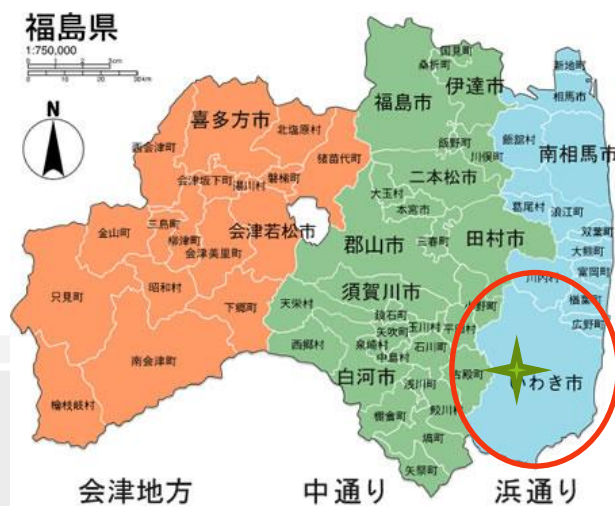 福島県
1:750,000
N
国見町
桑折町
伊達市
新地町
相馬市
福島市
喜多方市
北塩原村
西会津町
飯野町
川俣町
飯舘村
南相馬市
猪苗代町
会津坂下町
湯川村
磐梯町
二本松市
大玉村
本宮市
葛尾村
浪江町
双葉町
大熊町
富岡町
金山町
三島町
柳津町
会津若松市
会津美里町
郡山市
三春町
田村市
川内村
楢葉町
広野町
只見町
昭和村
下郷町
天栄村
須賀川市
鏡石町
矢吹町
玉川村
平田村
小野町
西郷村
泉崎村
中島村
石川町
古殿町
いわき市
南会津町
白河市
浅川町
鮫川村
棚倉町
塙町
矢祭町
檜枝岐村
会津地方
中通り
浜通り